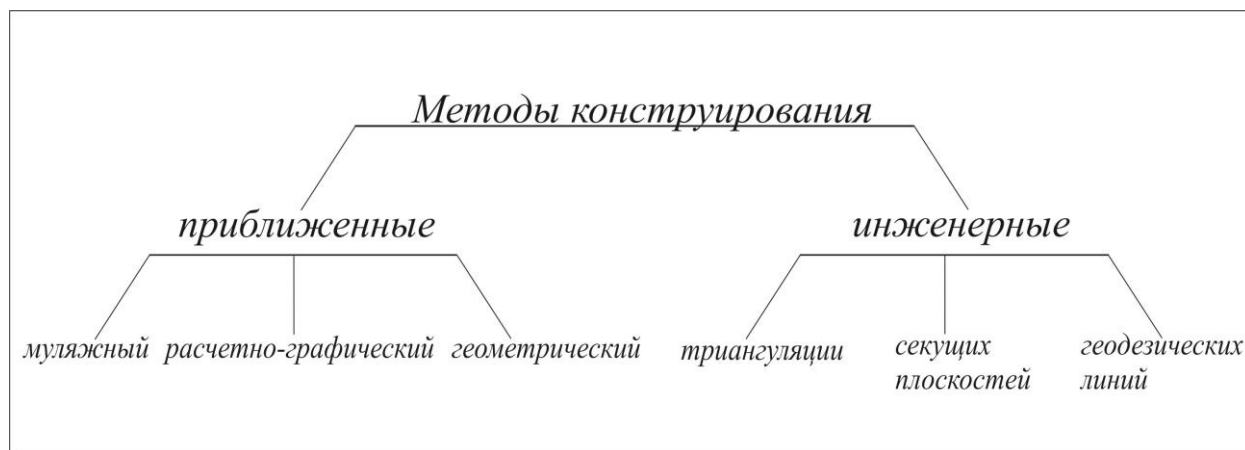 Методы конструирования
приближенные
инженерные
муляжный
расчетно-графический
геометрический
триангуляции
секущих
плоскостей
геодезических
линий